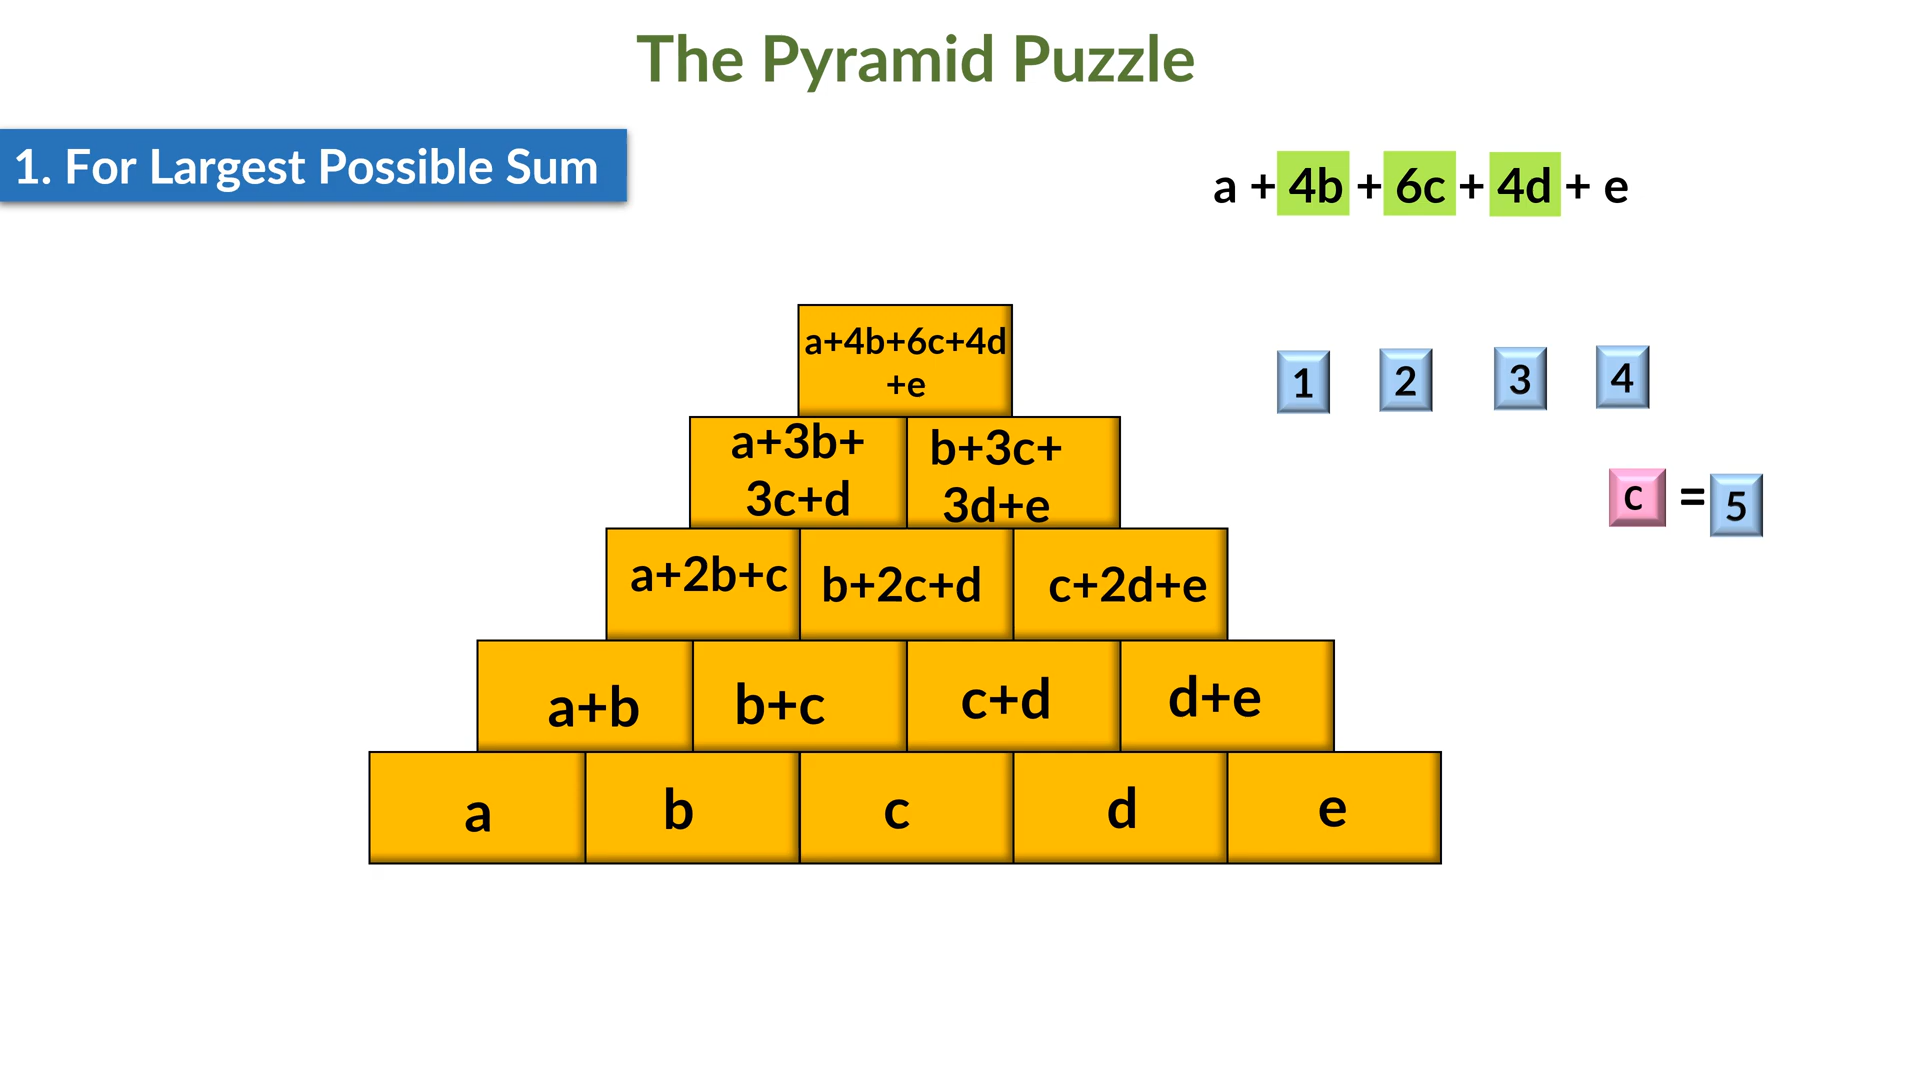 The Pyramid Puzzle
1. For Largest Possible Sum
a + 4b + 6c + 4d + e
a+4b+6c+4d
+e
1 2 3 4
a+3b+
3c+d
b+3c+
3d+e
c = 5
a+2b+c
b+2c+d
c+2d+e
a+b
b+c
c+d
d+e
a
b
c
d
e